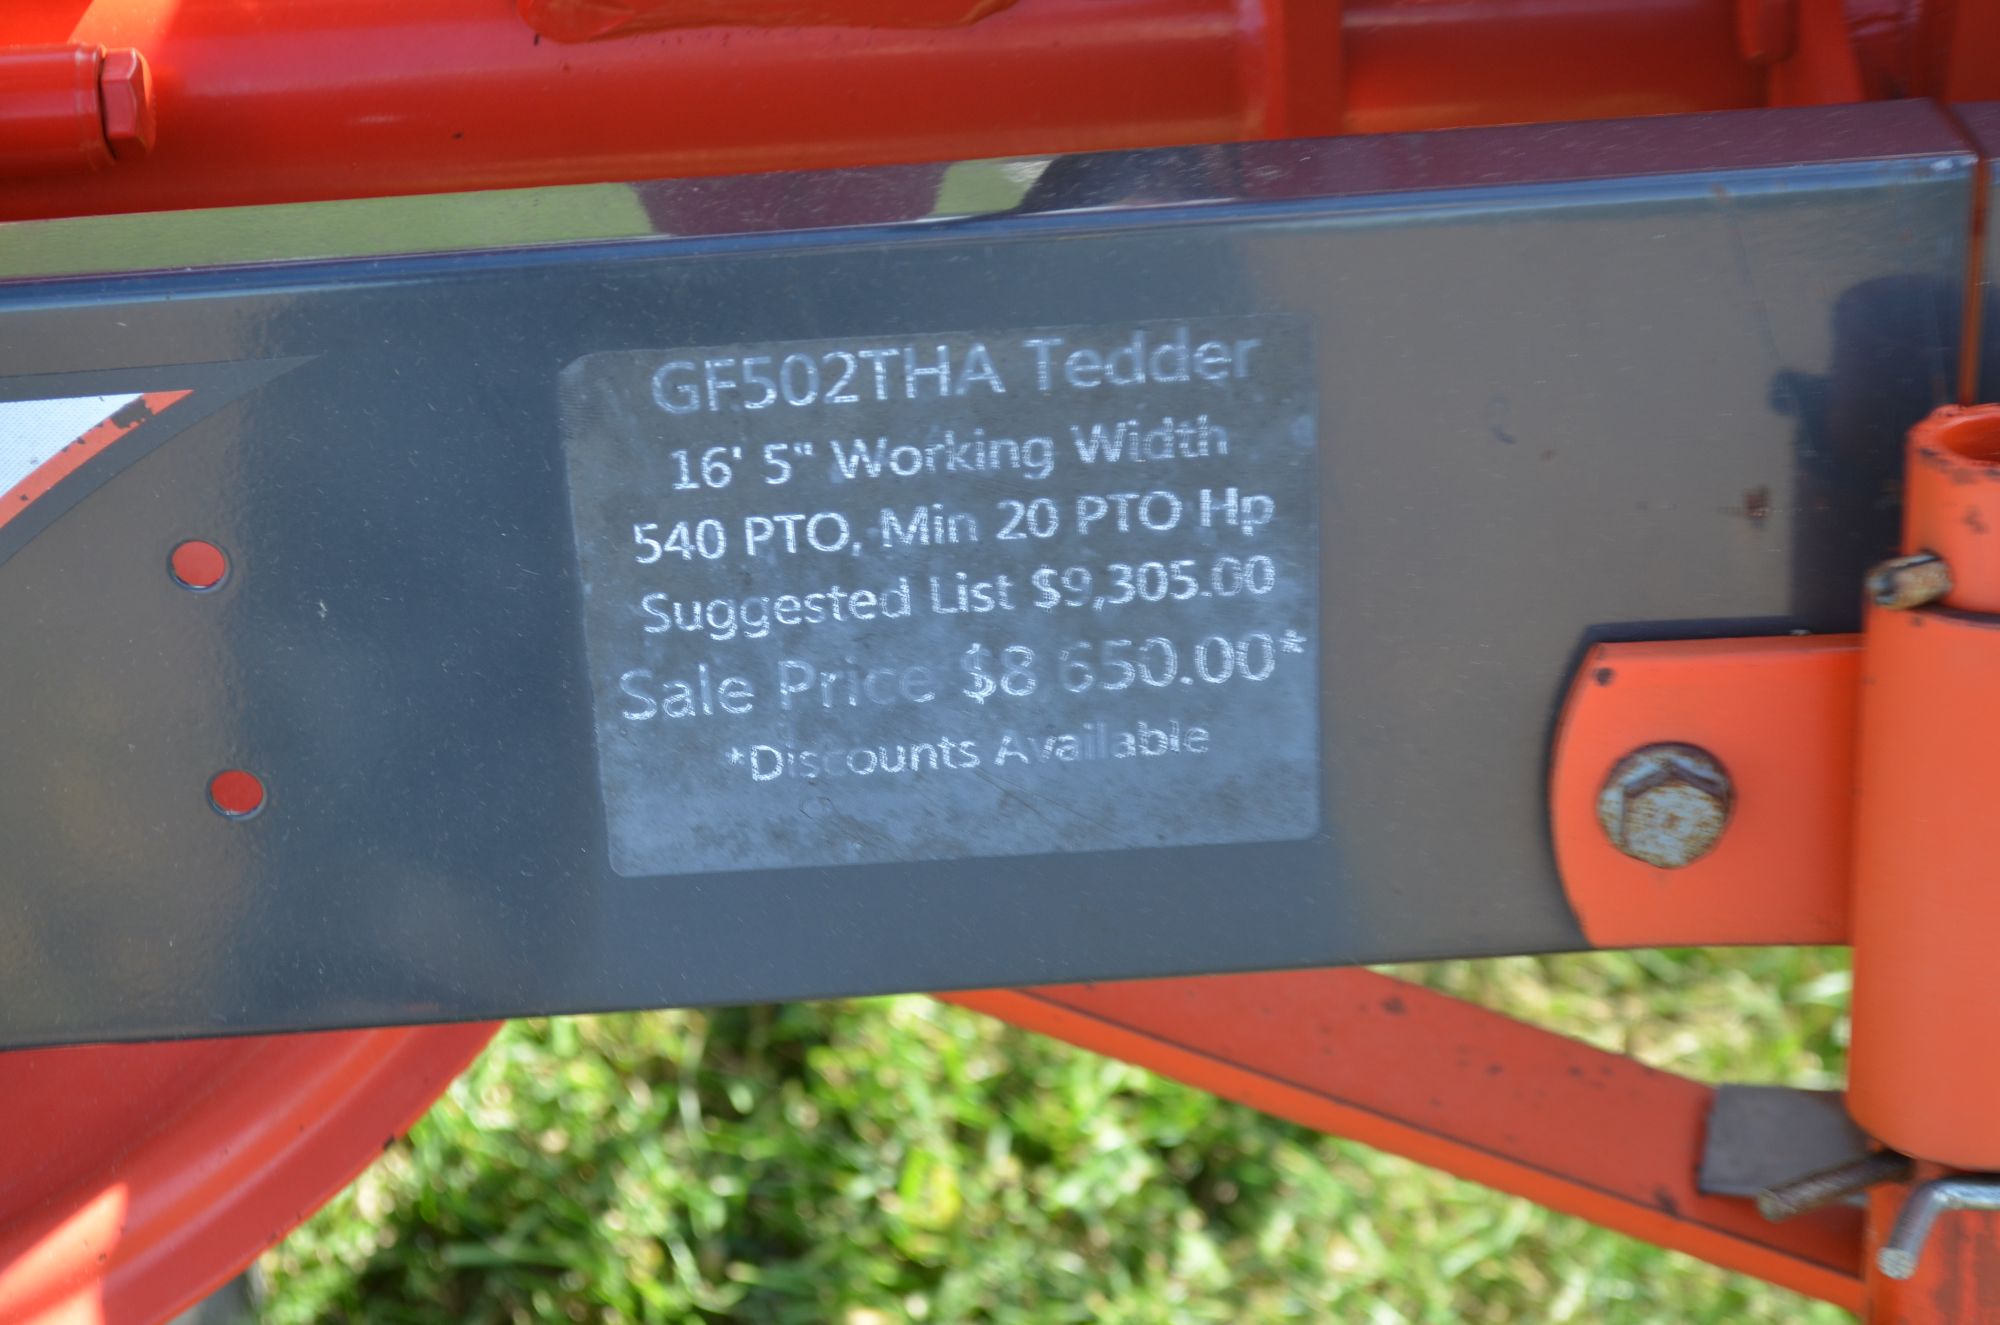 GF502THA Tedder
16' 5" Working Width
540 PTO, Min 20 PTO Hp
Suggested List $9,305.00
Sale Price $8,650.00*
*Discounts Available